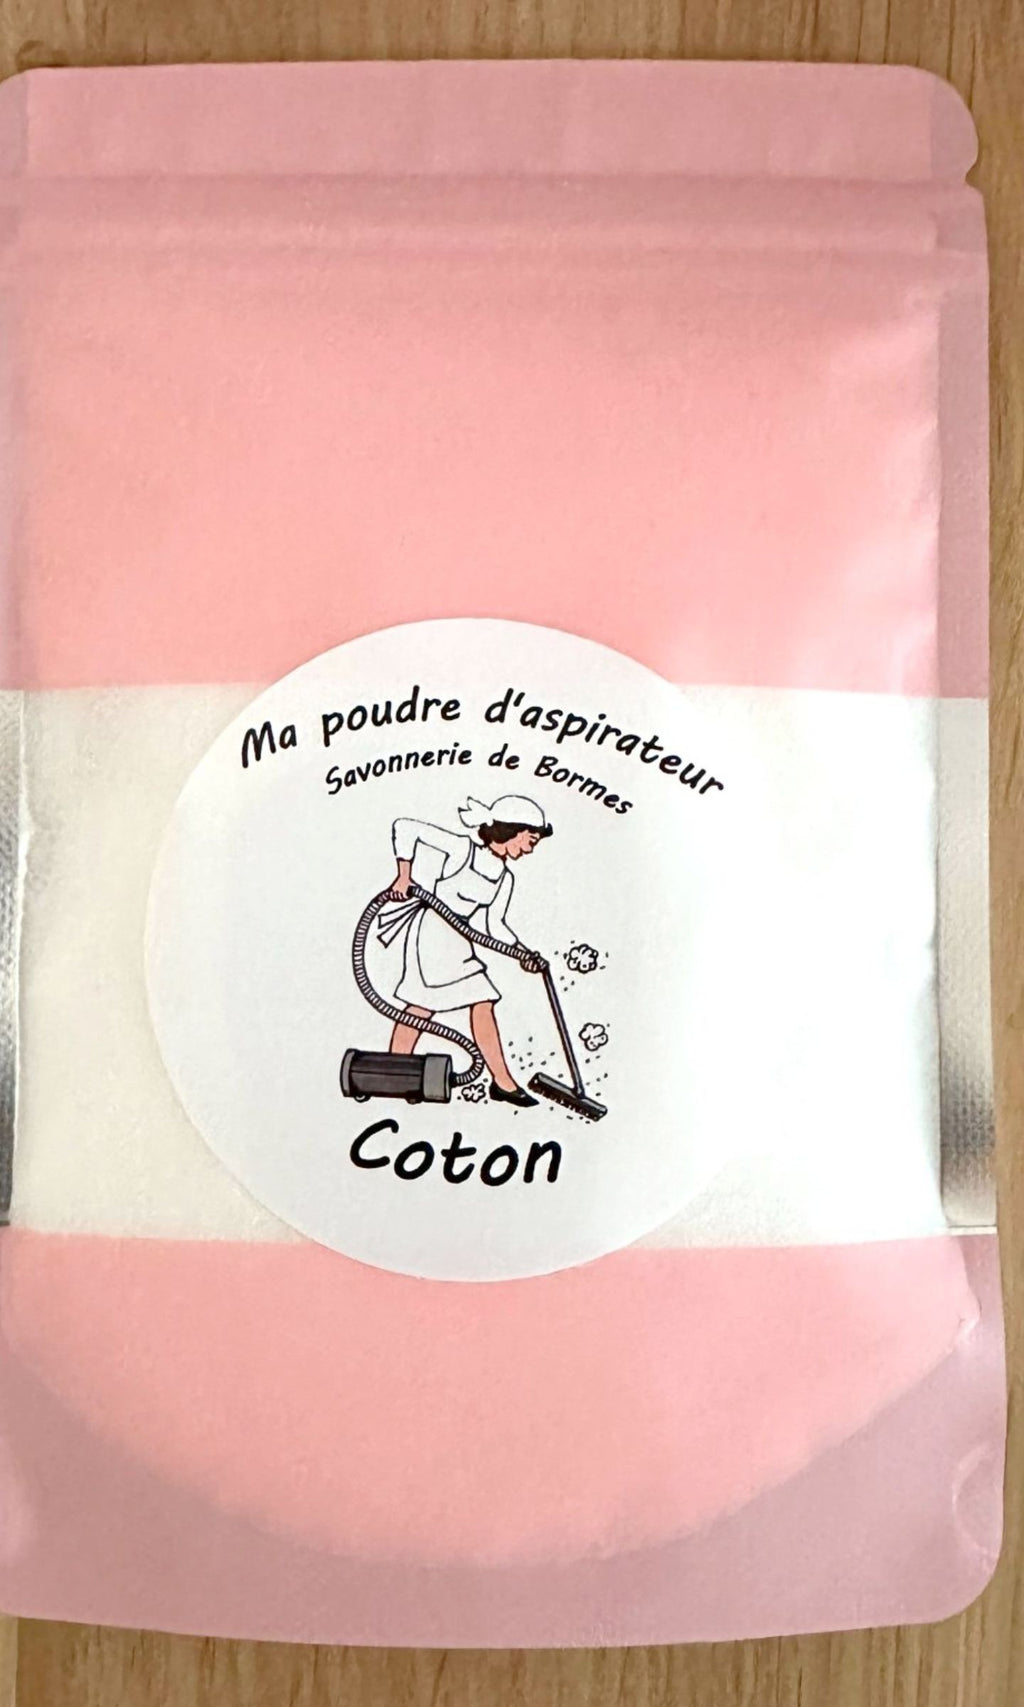 Ma poudre d'aspirateur
Savonnerie de Bormes
Coton